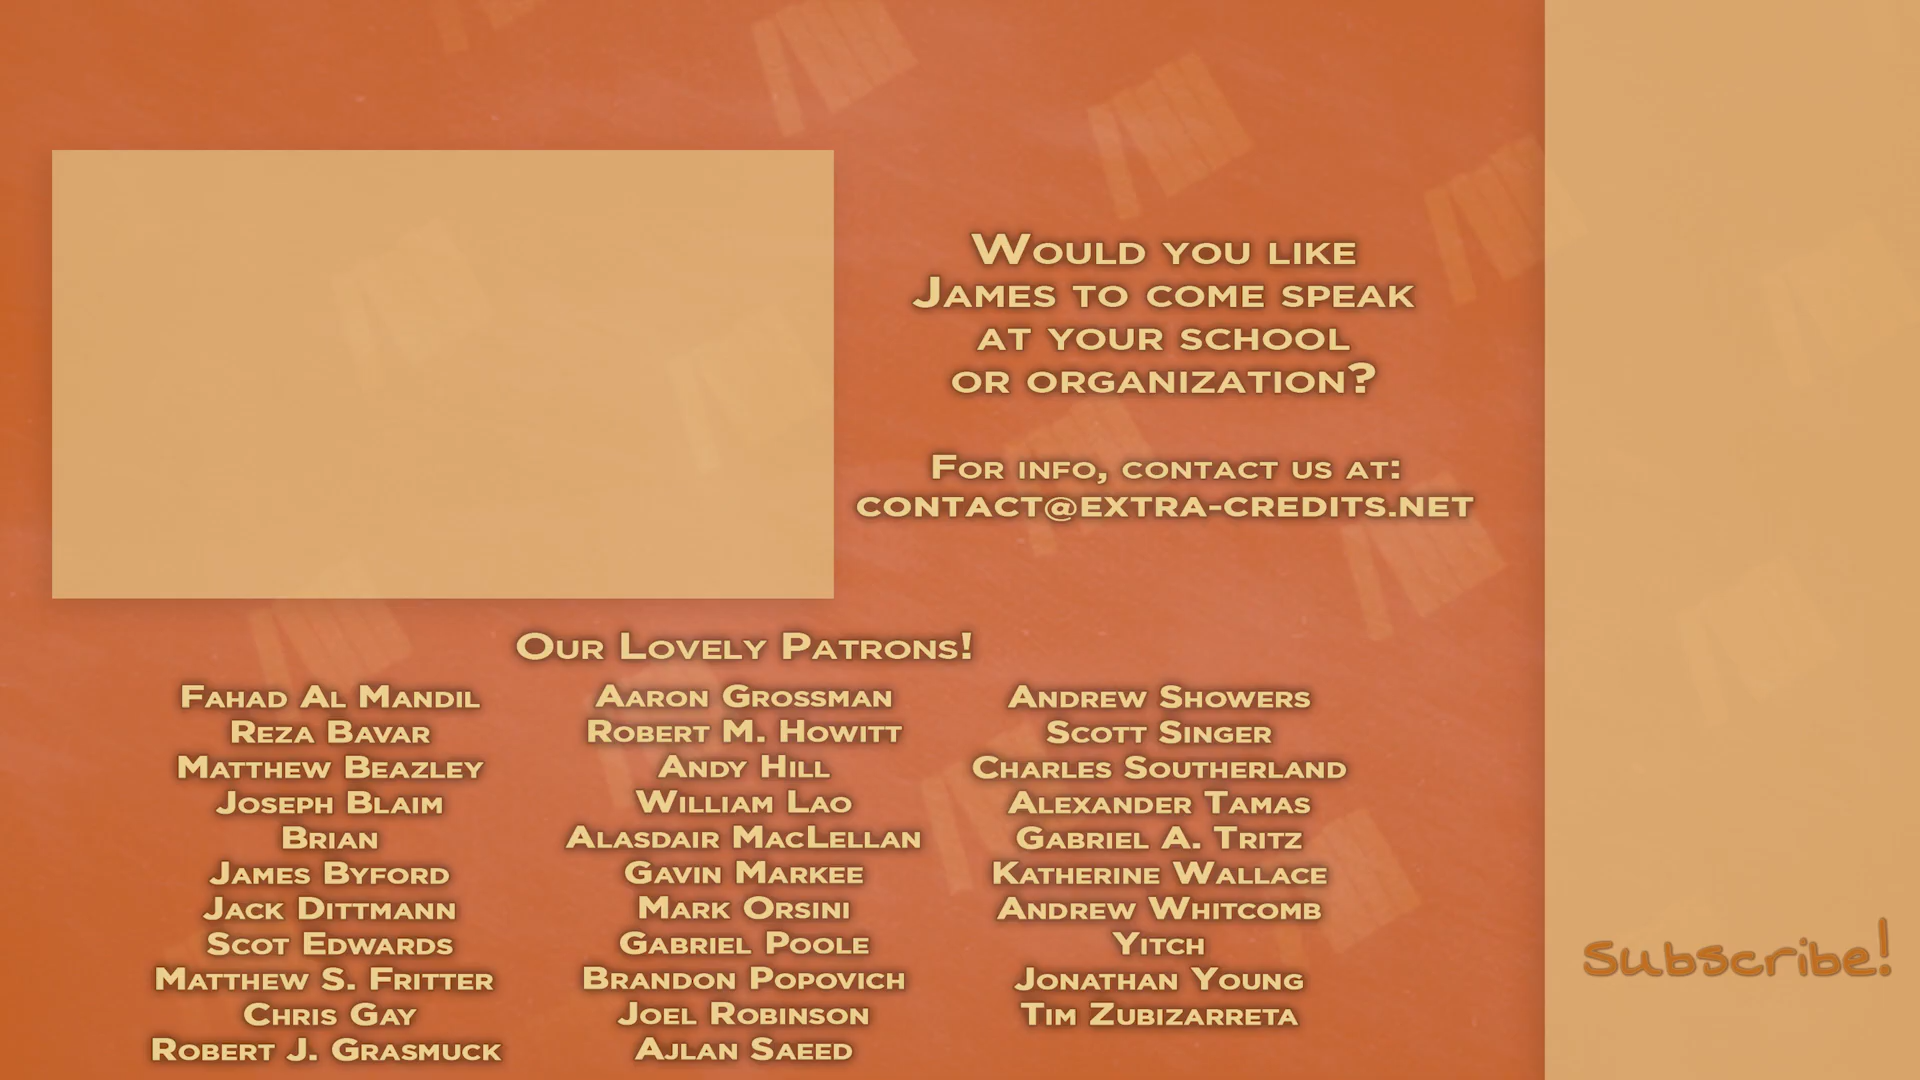 Would you like
James to come speak
at your school
or organization?
For info, contact us at:
contact@extra-credits.net
Our Lovely Patrons!
Fahad Al Mandil
Reza Bavar
Matthew Beazley
Joseph Blaim
Brian
James Byford
Jack Dittmann
Scot Edwards
Matthew S. Fritter
Chris Gay
Robert J. Grasmuck
Aaron Grossman
Robert M. Howitt
Andy Hill
William Lao
Alasdair MacLellan
Gavin Markee
Mark Orsini
Gabriel Poole
Brandon Popovich
Joel Robinson
Ajlan Saeed
Andrew Showers
Scott Singer
Charles Southerland
Alexander Tamas
Gabriel A. Tritz
Katherine Wallace
Andrew Whitcomb
Yitch
Jonathan Young
Tim Zubizarreta
Subscribe!